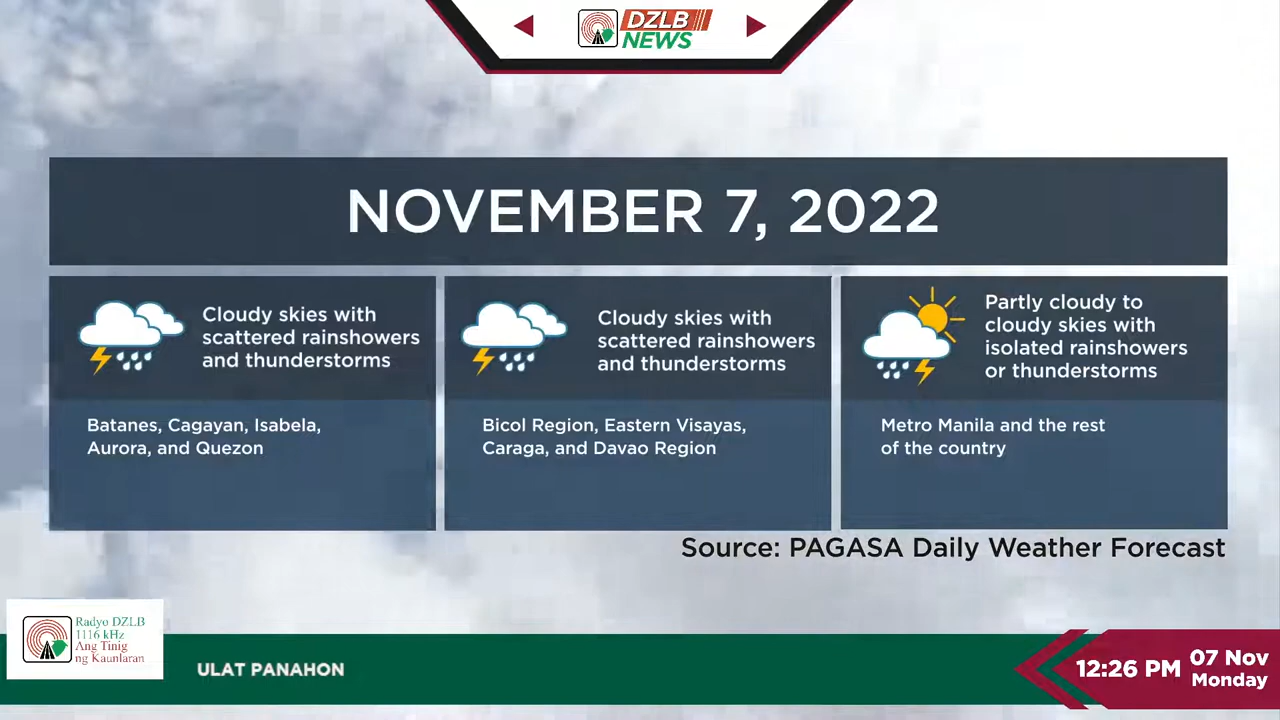 DZLB
NEWS
NOVEMBER 7, 2022
Cloudy skies with
scattered rainshowers
and thunderstorms
Batanes, Cagayan, Isabela,
Aurora, and Quezon
Cloudy skies with
scattered rainshowers
and thunderstorms
Bicol Region, Eastern Visayas,
Caraga, and Davao Region
Partly cloudy to
cloudy skies with
isolated rainshowers
or thunderstorms
Metro Manila and the rest
of the country
Source: PAGASA Daily Weather Forecast
Radyo DZLB
1116 kHz
Ang Tinig
ng Kaunlaran
ULAT PANAHON
12:26 PM
07 Nov
Monday